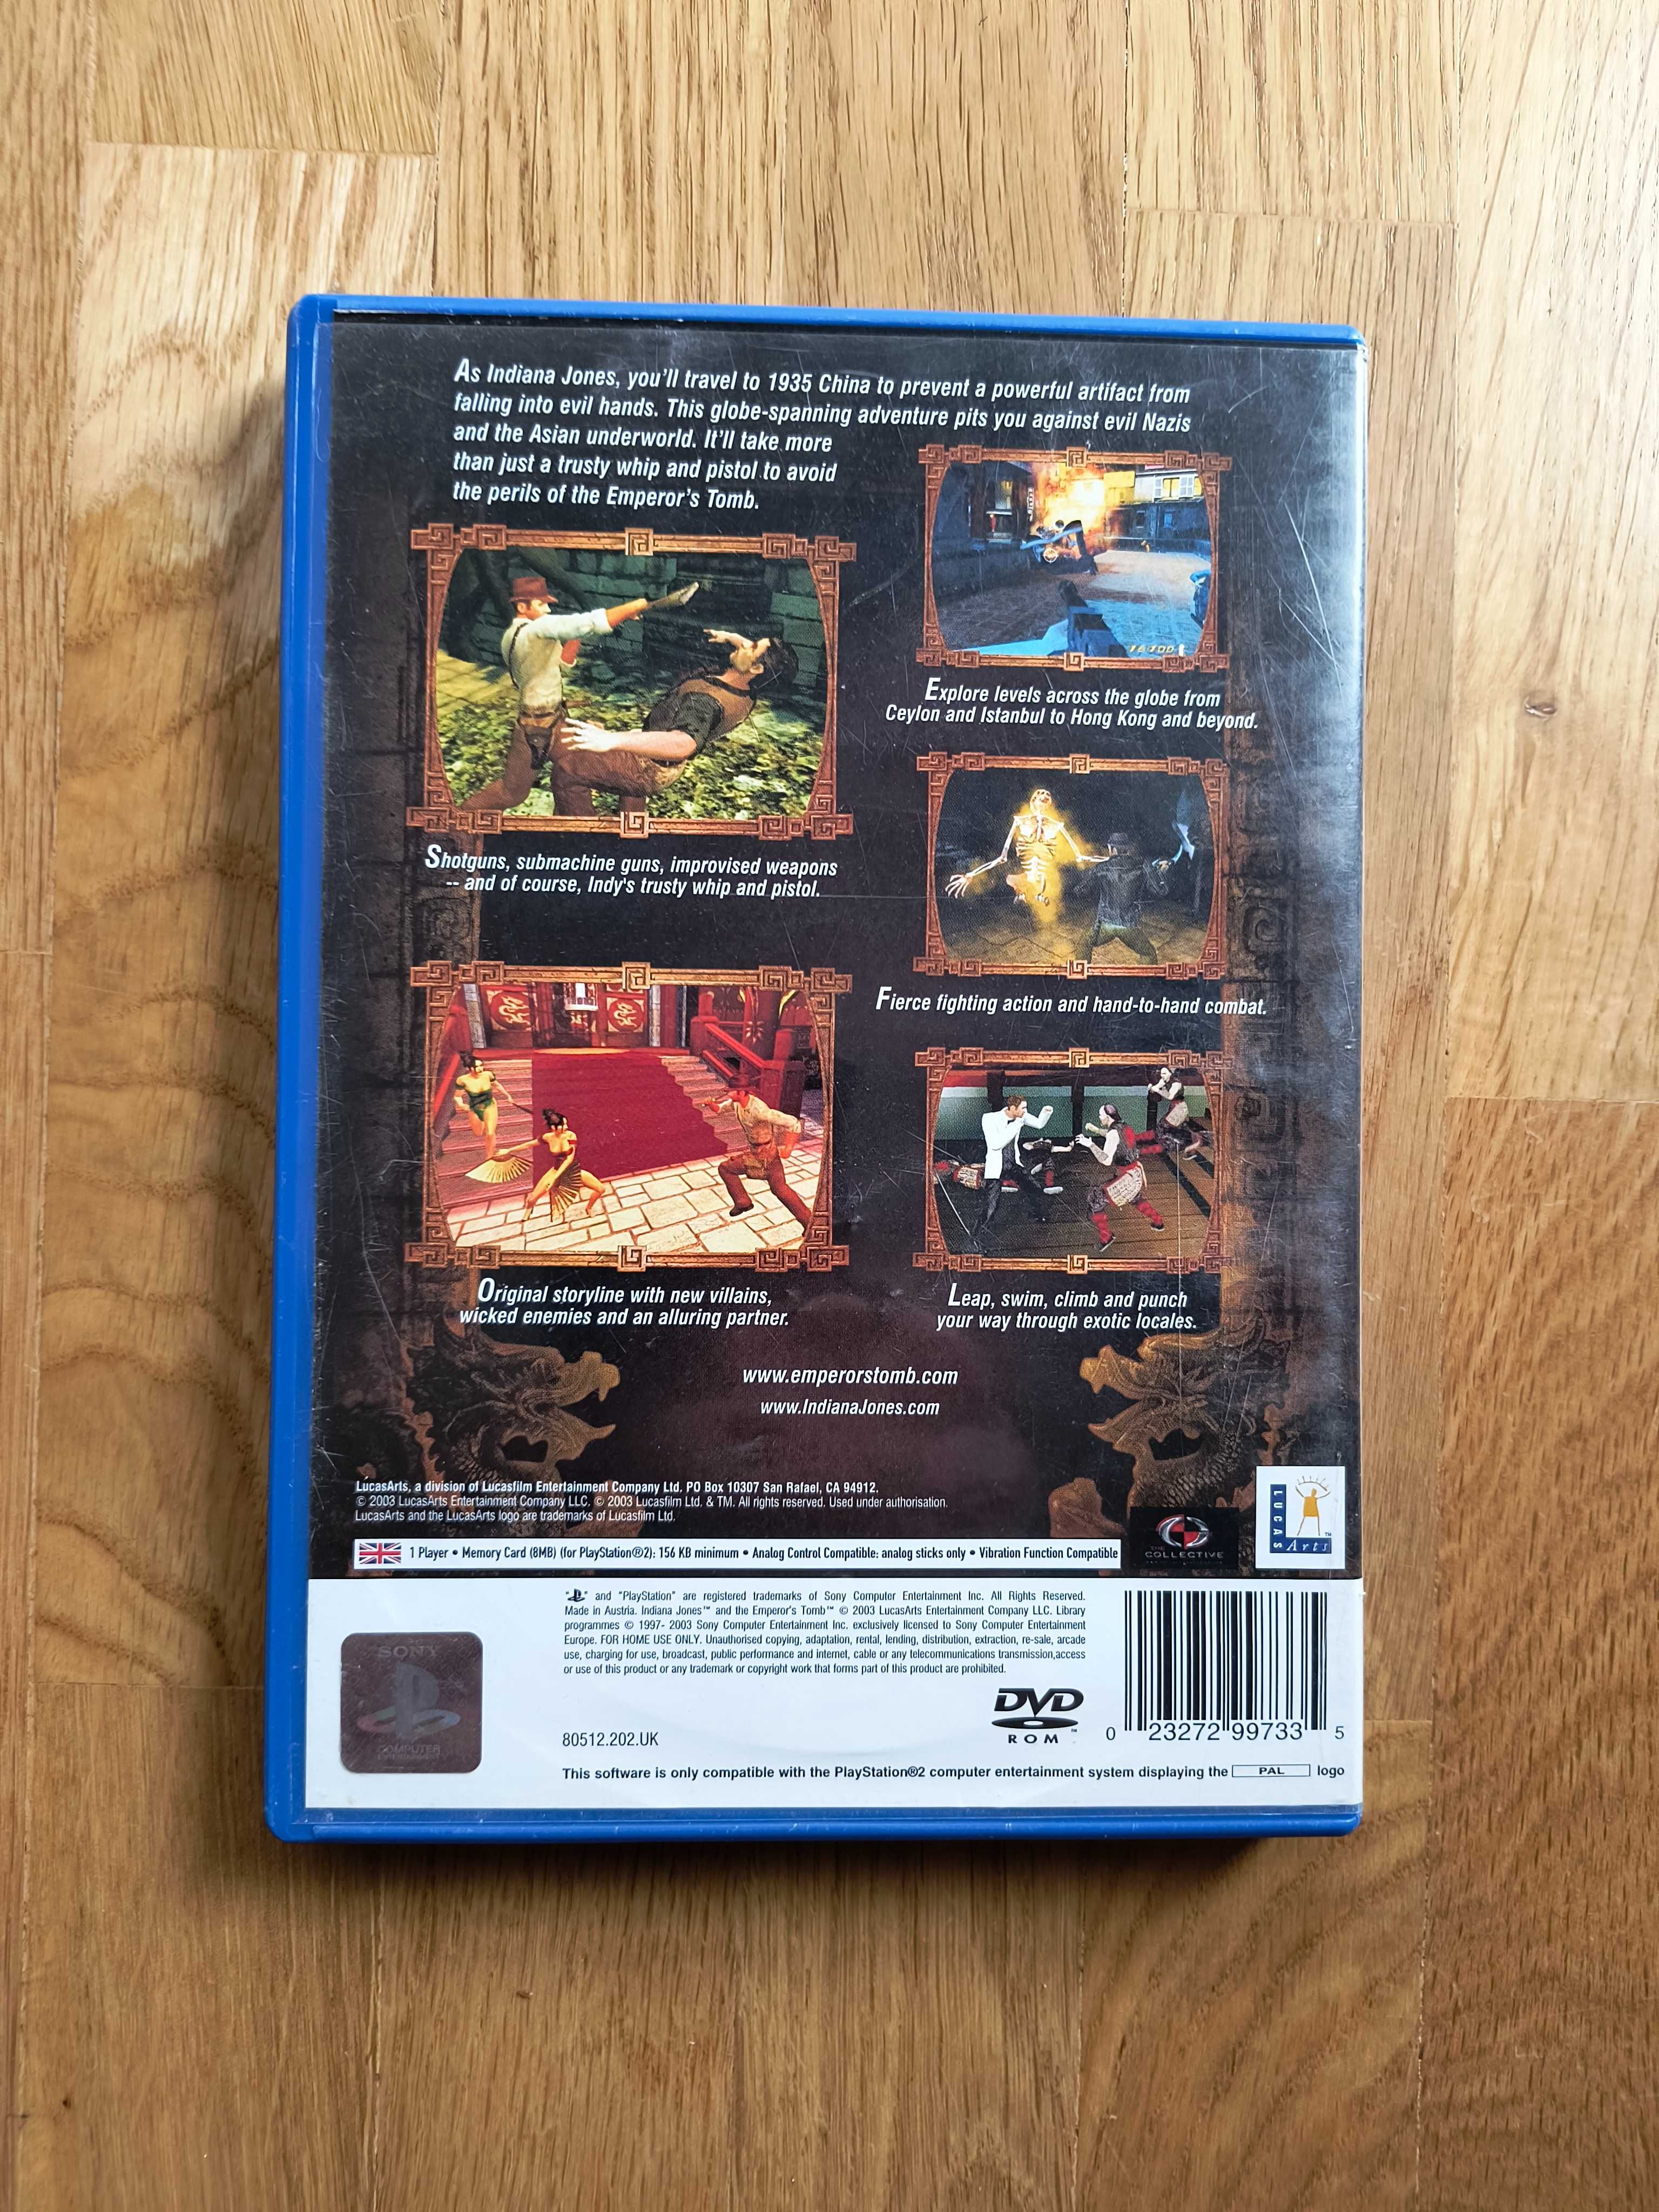 As Indiana Jones, you'll travel to 1935 China to prevent a powerful artifact from
falling into evil hands. This globe-spanning adventure pits you against evil Nazis
and the Asian underworld. It'll take more
than just a trusty whip and pistol to avoid
the perils of the Emperor's Tomb.
Explore levels across the globe from
Ceylon and Istanbul to Hong Kong and beyond.
Shotguns, submachine guns, improvised weapons
-- and of course, Indy's trusty whip and pistol.
Fierce fighting action and hand-to-hand combat.
Original storyline with new villains,
wicked enemies and an alluring partner.
Leap, swim, climb and punch
your way through exotic locales.
www.emperorstomb.com
www.IndianaJones.com
LucasArts, a division of Lucasfilm Entertainment Company Ltd. PO Box 10307 San Rafael, CA 94912.
© 2003 LucasArts Entertainment Company LLC. © 2003 Lucasfilm Ltd. & TM. All rights reserved. Used under authorisation.
LucasArts and the LucasArts logo are trademarks of Lucasfilm Ltd.
1 Player • Memory Card (8MB) (for PlayStation®2): 156 KB minimum • Analog Control Compatible: analog sticks only • Vibration Function Compatible
THE
COLLECTIVE
LUCAS
Arts
" " and "PlayStation" are registered trademarks of Sony Computer Entertainment Inc. All Rights Reserved.
Made in Austria. Indiana Jones™ and the Emperor's Tomb™ © 2003 LucasArts Entertainment Company LLC. Library
programmes © 1997- 2003 Sony Computer Entertainment Inc. exclusively licensed to Sony Computer Entertainment
Europe. FOR HOME USE ONLY. Unauthorised copying, adaptation, rental, lending, distribution, extraction, re-sale, arcade
use, charging for use, broadcast, public performance and internet, cable or any telecommunications transmission,access
or use of this product or any trademark or copyright work that forms part of this product are prohibited.
SONY
COMPUTER
ENTERTAINMENT
80512.202.UK
DVD
ROM
0 23272 99733 5
This software is only compatible with the PlayStation®2 computer entertainment system displaying the PAL logo